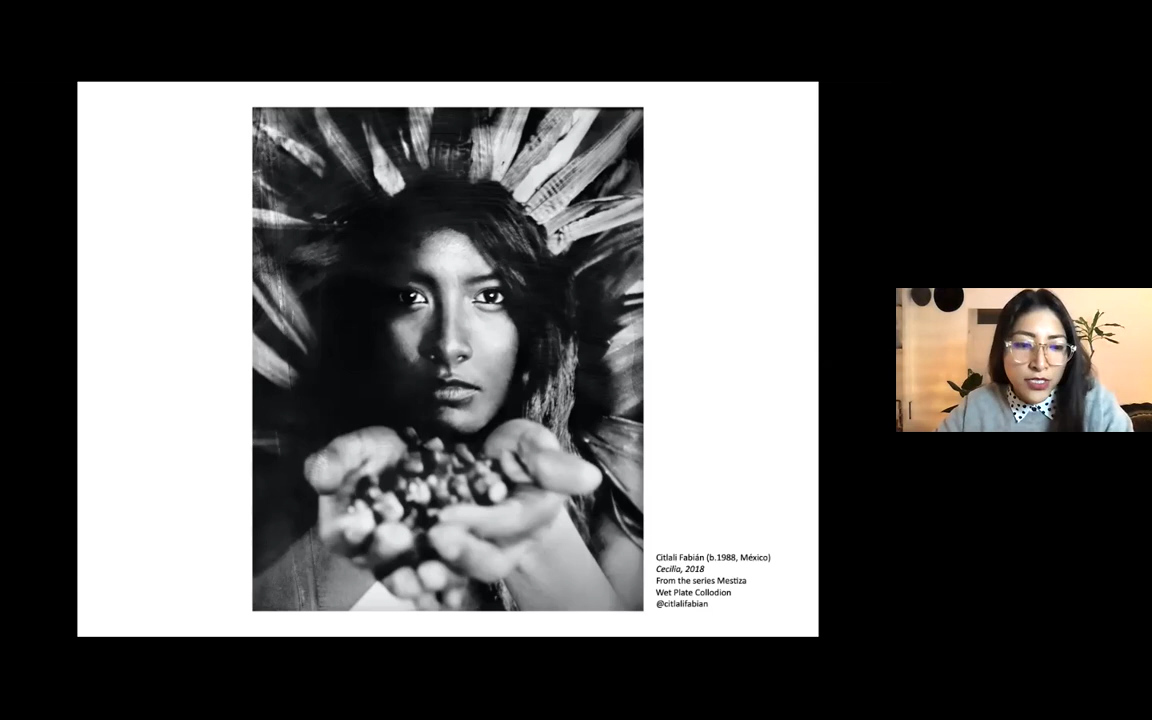 Citlali Fabián (b.1988, México)
Cecilia, 2018
From the series Mestiza
Wet Plate Collodion
@citlalifabian